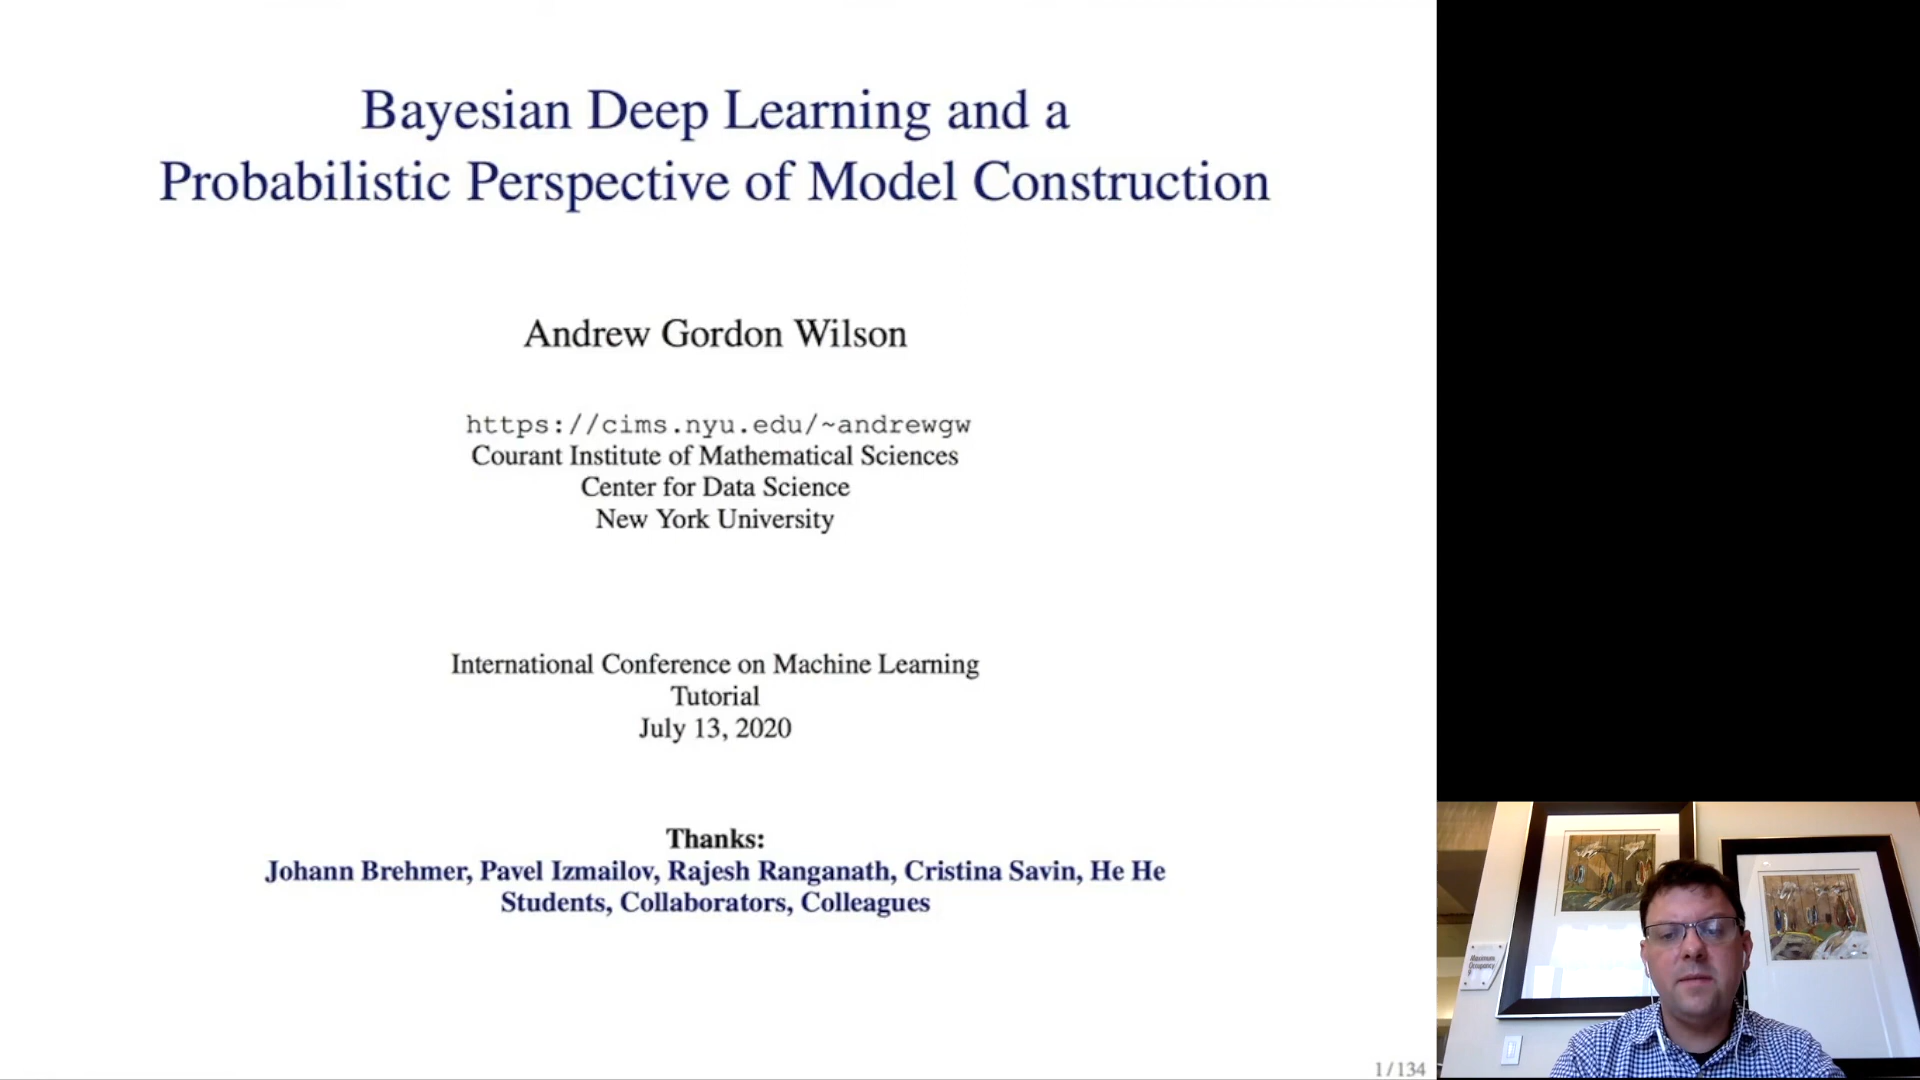 Bayesian Deep Learning and a
Probabilistic Perspective of Model Construction
Andrew Gordon Wilson
https://cims.nyu.edu/~andrewgw
Courant Institute of Mathematical Sciences
Center for Data Science
New York University
International Conference on Machine Learning
Tutorial
July 13, 2020
Thanks:
Johann Brehmer, Pavel Izmailov, Rajesh Ranganath, Cristina Savin, He He
Students, Collaborators, Colleagues
1 / 134
Maximum
Occupancy